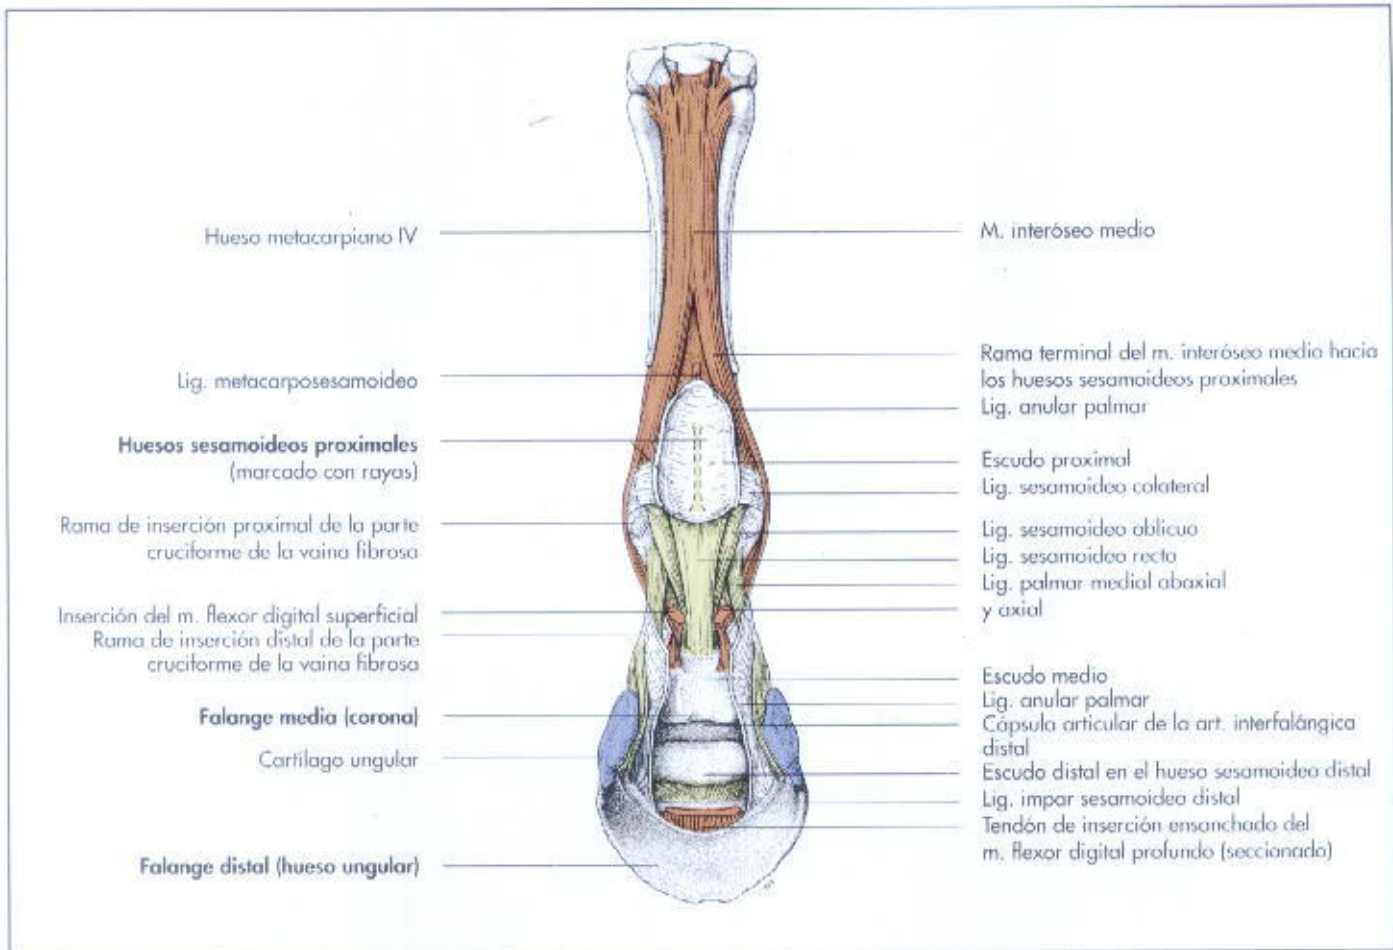 Hueso metacarpiano IV
Lig. metacarposesamoideo
Huesos sesamoideos proximales
(marcado con rayas)
Rama de inserción proximal de la parte
cruciforme de la vaina fibrosa
Inserción del m. flexor digital superficial
Rama de inserción distal de la parte
cruciforme de la vaina fibrosa
Falange media (corona)
Cartílago ungular
Falange distal (hueso ungular)
M. interóseo medio
Rama terminal del m. interóseo medio hacia
los huesos sesamoideos proximales
Lig. anular palmar
Escudo proximal
Lig. sesamoideo colateral
Lig. sesamoideo oblicuo
Lig. sesamoideo recto
Lig. palmar medial abaxial
y axial
Escudo medio
Lig. anular palmar
Cápsula articular de la art. interfalángica
distal
Escudo distal en el hueso sesamoideo distal
Lig. impar sesamoideo distal
Tendón de inserción ensanchado del
m. flexor digital profundo (seccionado)